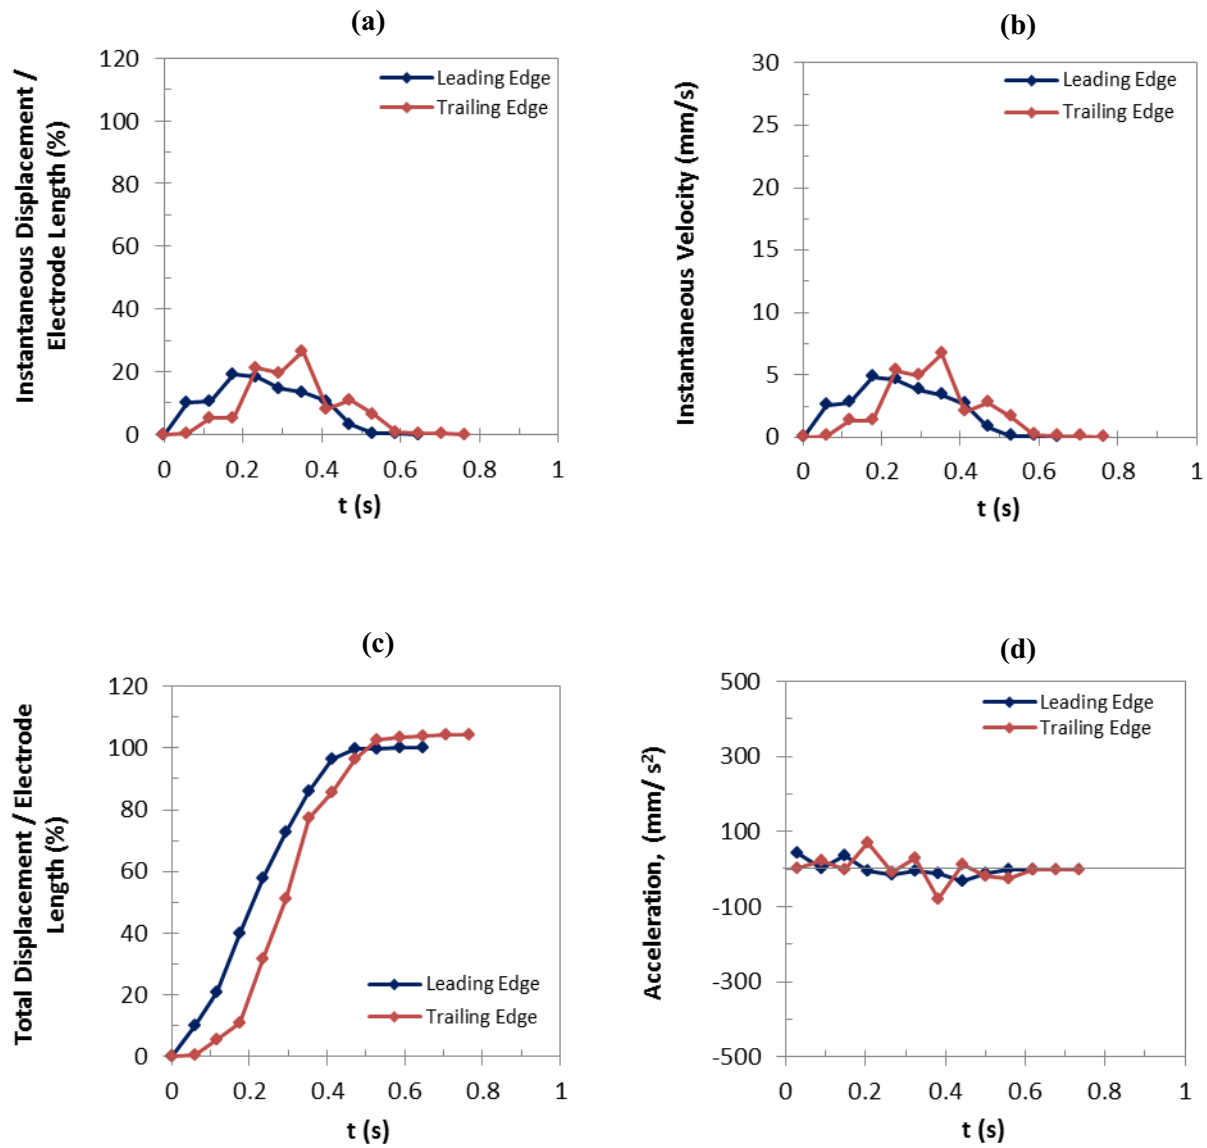 (a)
Instantaneous Displacement /
Electrode Length (%)
120
100
80
60
40
20
0
Leading Edge
Trailing Edge
0 0.2 0.4 0.6 0.8 1
t (s)
(b)
Instantaneous Velocity (mm/s)
30
25
20
15
10
5
0
Leading Edge
Trailing Edge
0 0.2 0.4 0.6 0.8 1
t (s)
(c)
Total Displacement / Electrode
Length (%)
120
100
80
60
40
20
0
Leading Edge
Trailing Edge
0 0.2 0.4 0.6 0.8 1
t (s)
(d)
Acceleration, (mm/ s²)
500
300
100
-100
-300
-500
Leading Edge
Trailing Edge
0 0.2 0.4 0.6 0.8 1
t (s)